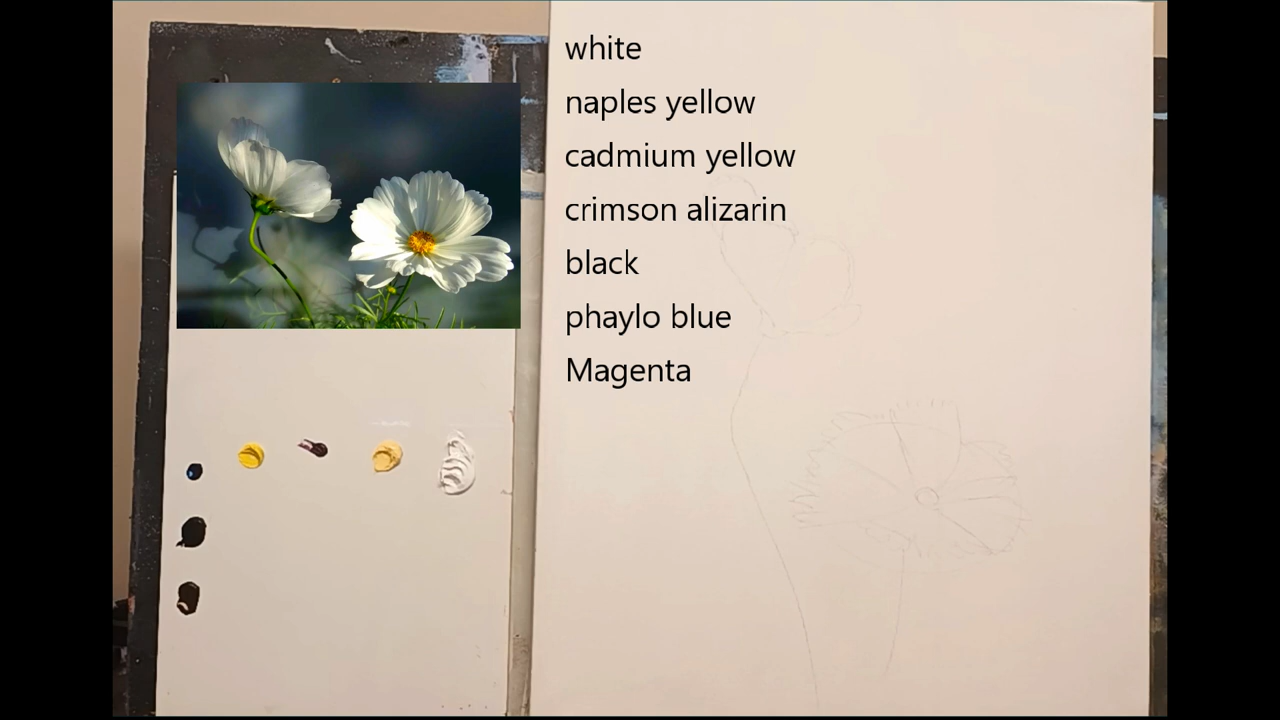 white
naples yellow
cadmium yellow
crimson alizarin
black
phaylo blue
Magenta